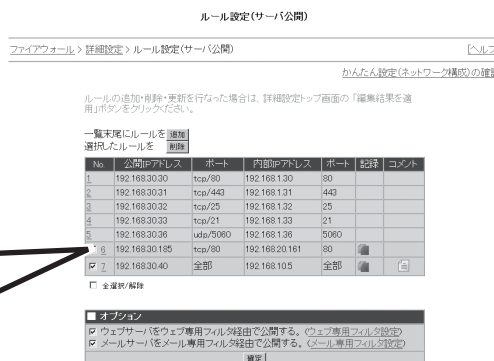 ルール設定(サーバ公開)
ファイアウォール > 詳細設定 > ルール設定(サーバ公開) [ヘルプ
かんたん設定(ネットワーク構成)の確認
ルールの追加・削除・更新を行なった場合は、詳細設定トップ画面の「編集結果を適
用」ボタンをクリックください。
一覧末尾にルールを 追加
選択したルールを 削除
No. 公開IPアドレス ポート 内部IPアドレス ポート 記録 コメント
1 192.168.30.30 tcp/80 192.168.1.30 80
2 192.168.30.31 tcp/443 192.168.1.31 443
3 192.168.30.32 tcp/25 192.168.1.32 25
4 192.168.30.33 tcp/21 192.168.1.33 21
5 192.168.30.36 udp/5060 192.168.1.36 5060
6 192.168.30.185 tcp/80 192.168.20.161 80
7 192.168.30.40 全部 192.168.10.5 全部
全選択/解除
オプション
ウェブサーバをウェブ専用フィルタ経由で公開する。(ウェブ専用フィルタ設定)
メールサーバをメール専用フィルタ経由で公開する。(メール専用フィルタ設定)
確定